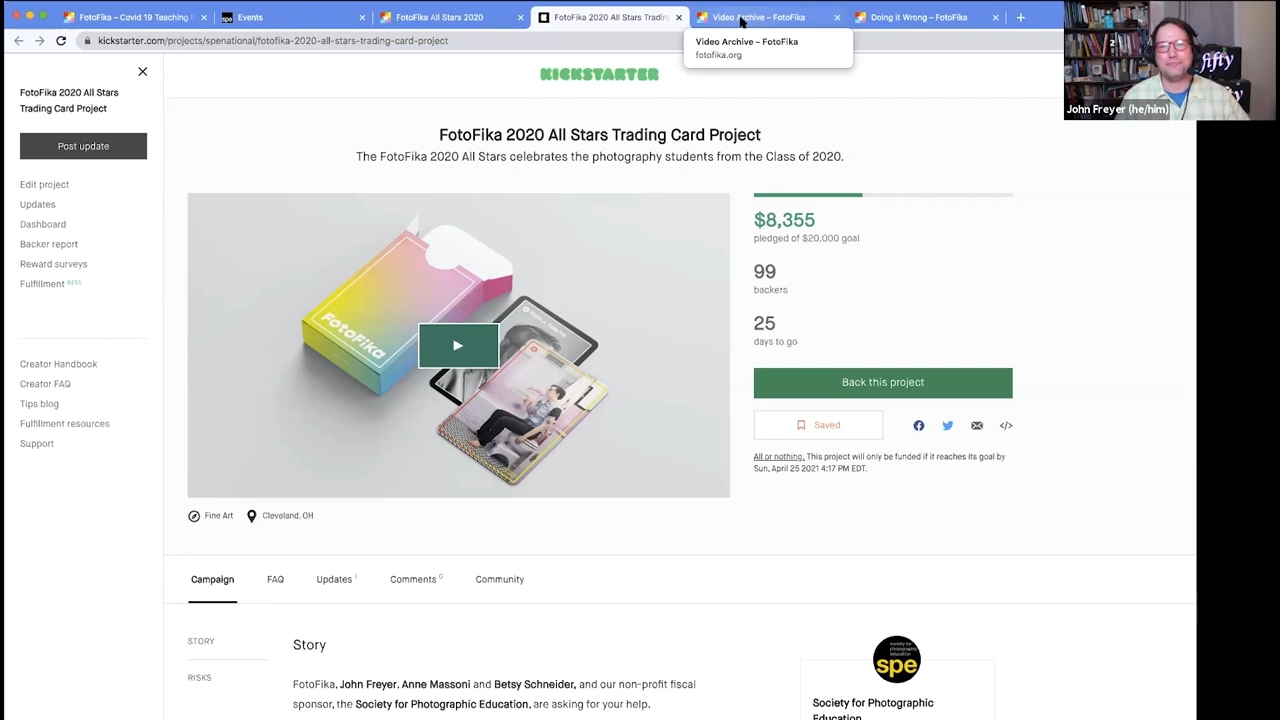 FotoFika – Covid 19 Teaching
spe Events
FotoFika All Stars 2020
FotoFika 2020 All Stars Tradin
Video Archive – FotoFika
Doing it Wrong – FotoFika
kickstarter.com/projects/spenational/fotofika-2020-all-stars-trading-card-project
Video Archive – FotoFika
fotofika.org
fifty
fifty
John Freyer (he/him)
KICKSTARTER
FotoFika 2020 All Stars
Trading Card Project
Post update
Edit project
Updates
Dashboard
Backer report
Reward surveys
Fulfillment BETA
Creator Handbook
Creator FAQ
Tips blog
Fulfillment resources
Support
FotoFika 2020 All Stars Trading Card Project
The FotoFika 2020 All Stars celebrates the photography students from the Class of 2020.
FotoFika
$8,355
pledged of $20,000 goal
99
backers
25
days to go
Back this project
Saved
All or nothing. This project will only be funded if it reaches its goal by
Sun, April 25 2021 4:17 PM EDT.
Fine Art
Cleveland, OH
Campaign
FAQ
Updates 1
Comments 0
Community
STORY
RISKS
Story
FotoFika, John Freyer, Anne Massoni and Betsy Schneider, and our non-profit fiscal
sponsor, the Society for Photographic Education, are asking for your help.
society for
photographic
education
spe
Society for Photographic
Education